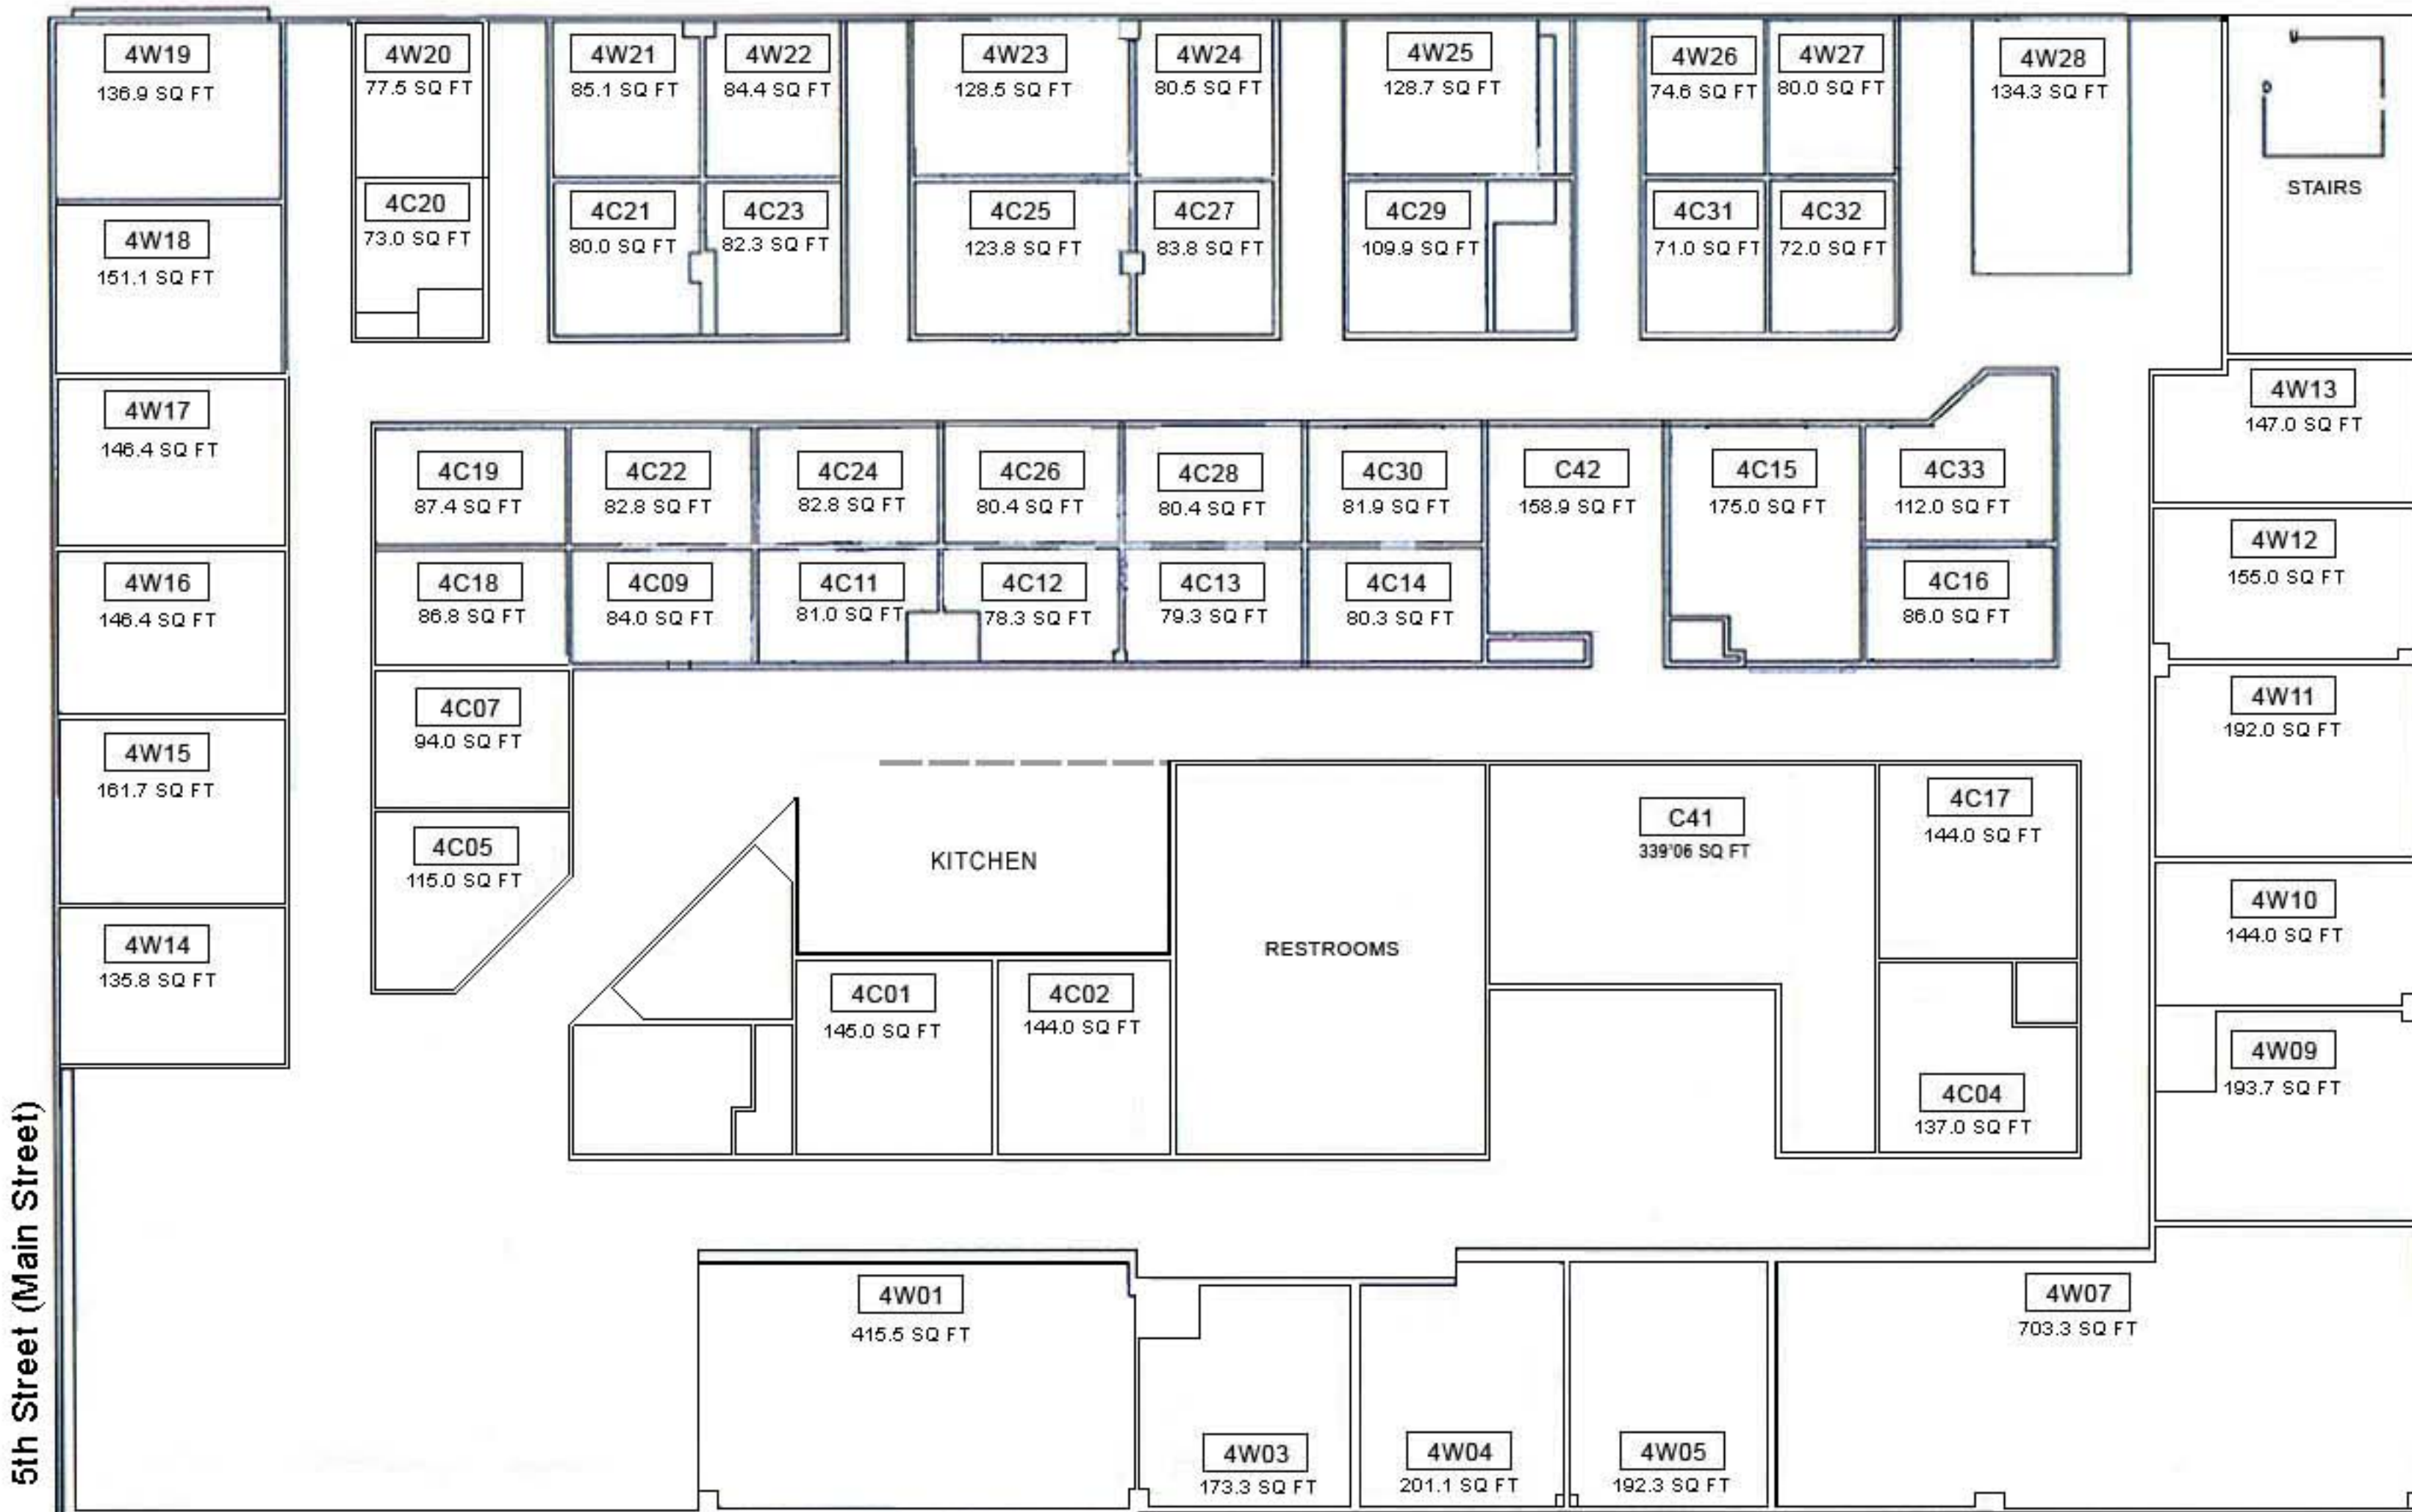 4W19
136.9 SQ FT
4W20
77.5 SQ FT
4W21
85.1 SQ FT
4W22
84.4 SQ FT
4W23
128.5 SQ FT
4W24
80.5 SQ FT
4W25
128.7 SQ FT
4W26
74.6 SQ FT
4W27
80.0 SQ FT
4W28
134.3 SQ FT
STAIRS
4W18
151.1 SQ FT
4C20
73.0 SQ FT
4C21
80.0 SQ FT
4C23
82.3 SQ FT
4C25
123.8 SQ FT
4C27
83.8 SQ FT
4C29
109.9 SQ FT
4C31
71.0 SQ FT
4C32
72.0 SQ FT
4W17
146.4 SQ FT
4W13
147.0 SQ FT
4C19
87.4 SQ FT
4C22
82.8 SQ FT
4C24
82.8 SQ FT
4C26
80.4 SQ FT
4C28
80.4 SQ FT
4C30
81.9 SQ FT
C42
158.9 SQ FT
4C15
175.0 SQ FT
4C33
112.0 SQ FT
4W12
155.0 SQ FT
4W16
146.4 SQ FT
4C18
86.8 SQ FT
4C09
84.0 SQ FT
4C11
81.0 SQ FT
4C12
78.3 SQ FT
4C13
79.3 SQ FT
4C14
80.3 SQ FT
4C16
86.0 SQ FT
4W11
192.0 SQ FT
4W15
161.7 SQ FT
4C07
94.0 SQ FT
4C05
115.0 SQ FT
KITCHEN
RESTROOMS
C41
339'06 SQ FT
4C17
144.0 SQ FT
4W10
144.0 SQ FT
4W14
135.8 SQ FT
4C01
145.0 SQ FT
4C02
144.0 SQ FT
4C04
137.0 SQ FT
4W09
193.7 SQ FT
5th Street (Main Street)
4W01
415.5 SQ FT
4W03
173.3 SQ FT
4W04
201.1 SQ FT
4W05
192.3 SQ FT
4W07
703.3 SQ FT